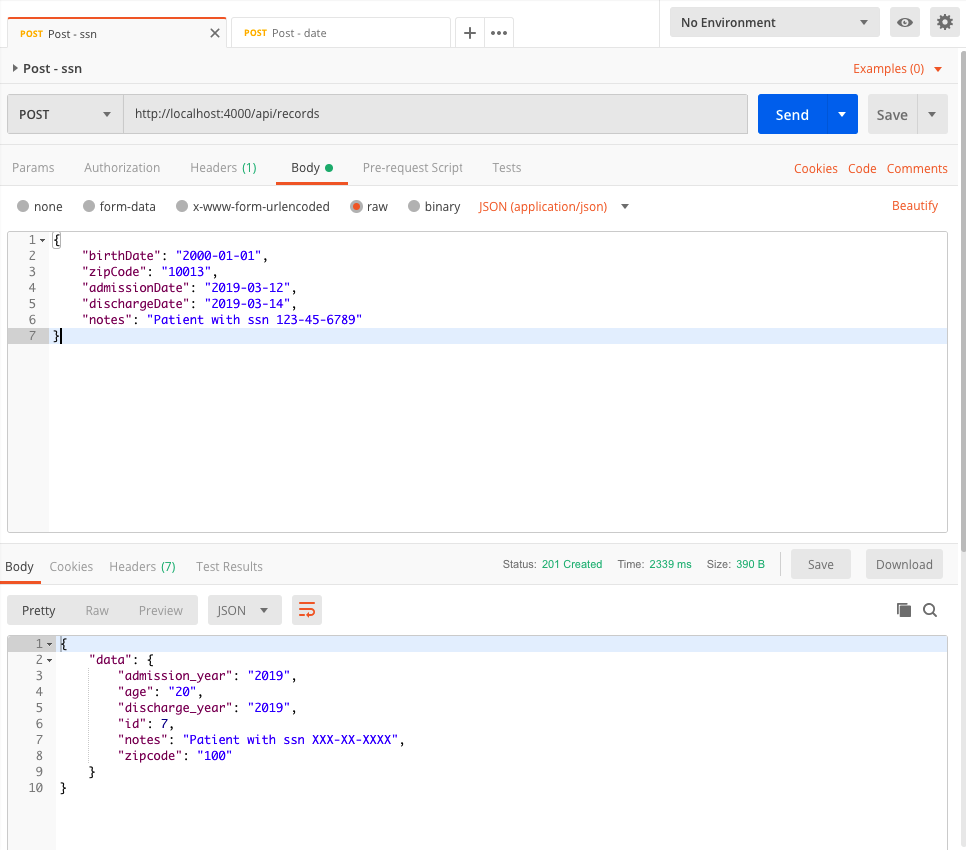 POST Post - ssn POST Post - date No Environment
Post - ssn Examples (0)
POST http://localhost:4000/api/records Send Save
Params Authorization Headers (1) Body Pre-request Script Tests Cookies Code Comments
none form-data x-www-form-urlencoded raw binary JSON (application/json) Beautify
1 {
2 "birthDate": "2000-01-01",
3 "zipCode": "10013",
4 "admissionDate": "2019-03-12",
5 "dischargeDate": "2019-03-14",
6 "notes": "Patient with ssn 123-45-6789"
7 }
Body Cookies Headers (7) Test Results Status: 201 Created Time: 2339 ms Size: 390 B Save Download
Pretty Raw Preview JSON
1 {
2 "data": {
3 "admission_year": "2019",
4 "age": "20",
5 "discharge_year": "2019",
6 "id": 7,
7 "notes": "Patient with ssn XXX-XX-XXXX",
8 "zipcode": "100"
9 }
10 }